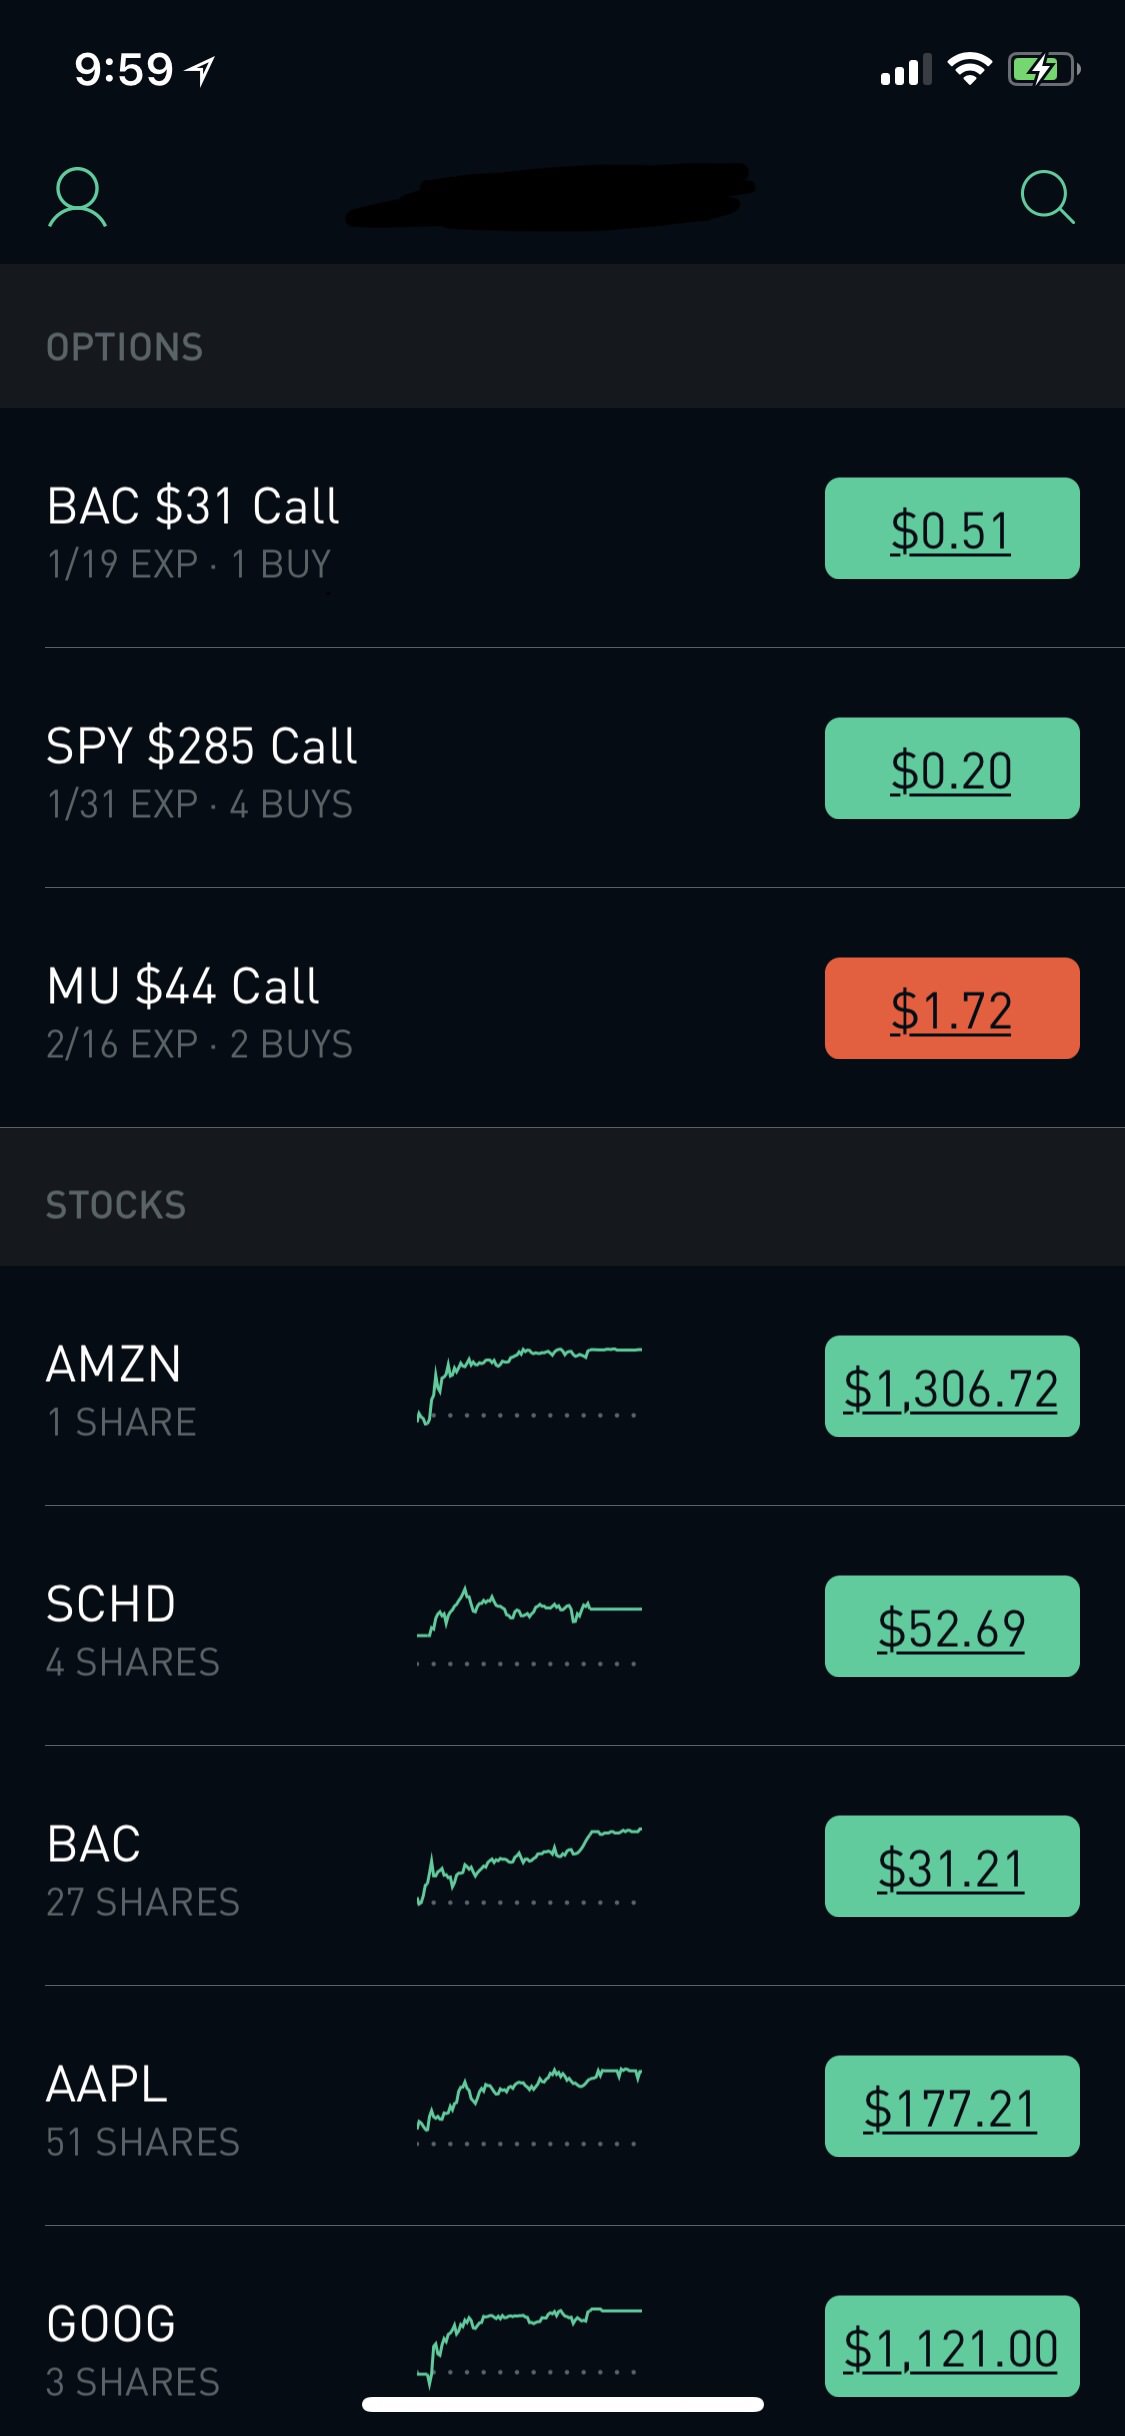 9:59
OPTIONS
BAC $31 Call
1/19 EXP · 1 BUY
$0.51
SPY $285 Call
1/31 EXP · 4 BUYS
$0.20
MU $44 Call
2/16 EXP · 2 BUYS
$1.72
STOCKS
AMZN
1 SHARE
$1,306.72
SCHD
4 SHARES
$52.69
BAC
27 SHARES
$31.21
AAPL
51 SHARES
$177.21
GOOG
3 SHARES
$1,121.00